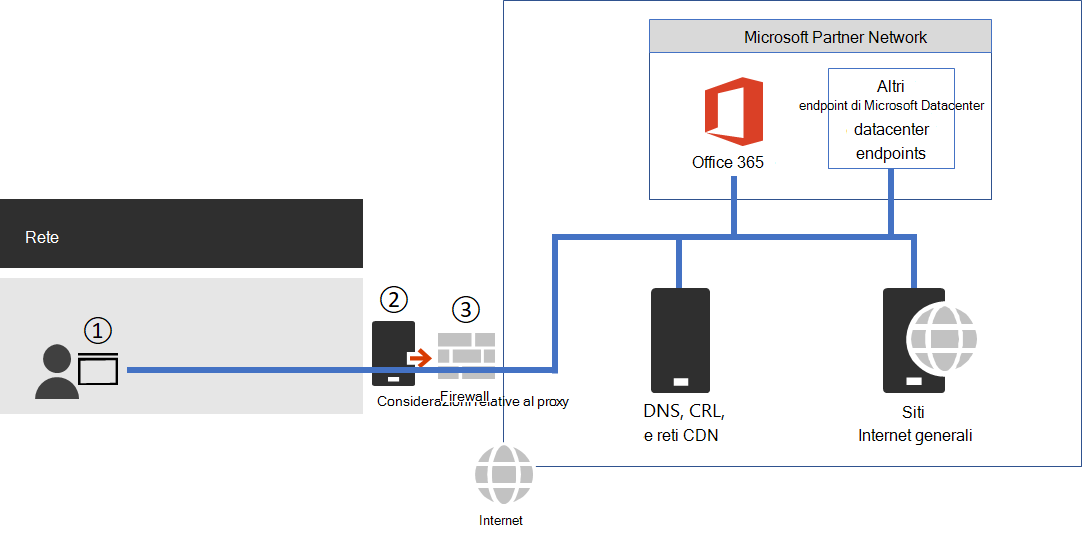 Microsoft Partner Network
Altri
endpoint di Microsoft Datacenter
datacenter
endpoints
Office 365
Rete
①
②
③
Firewall
Considerazioni relative al proxy
DNS, CRL,
e reti CDN
Siti
Internet generali
Internet